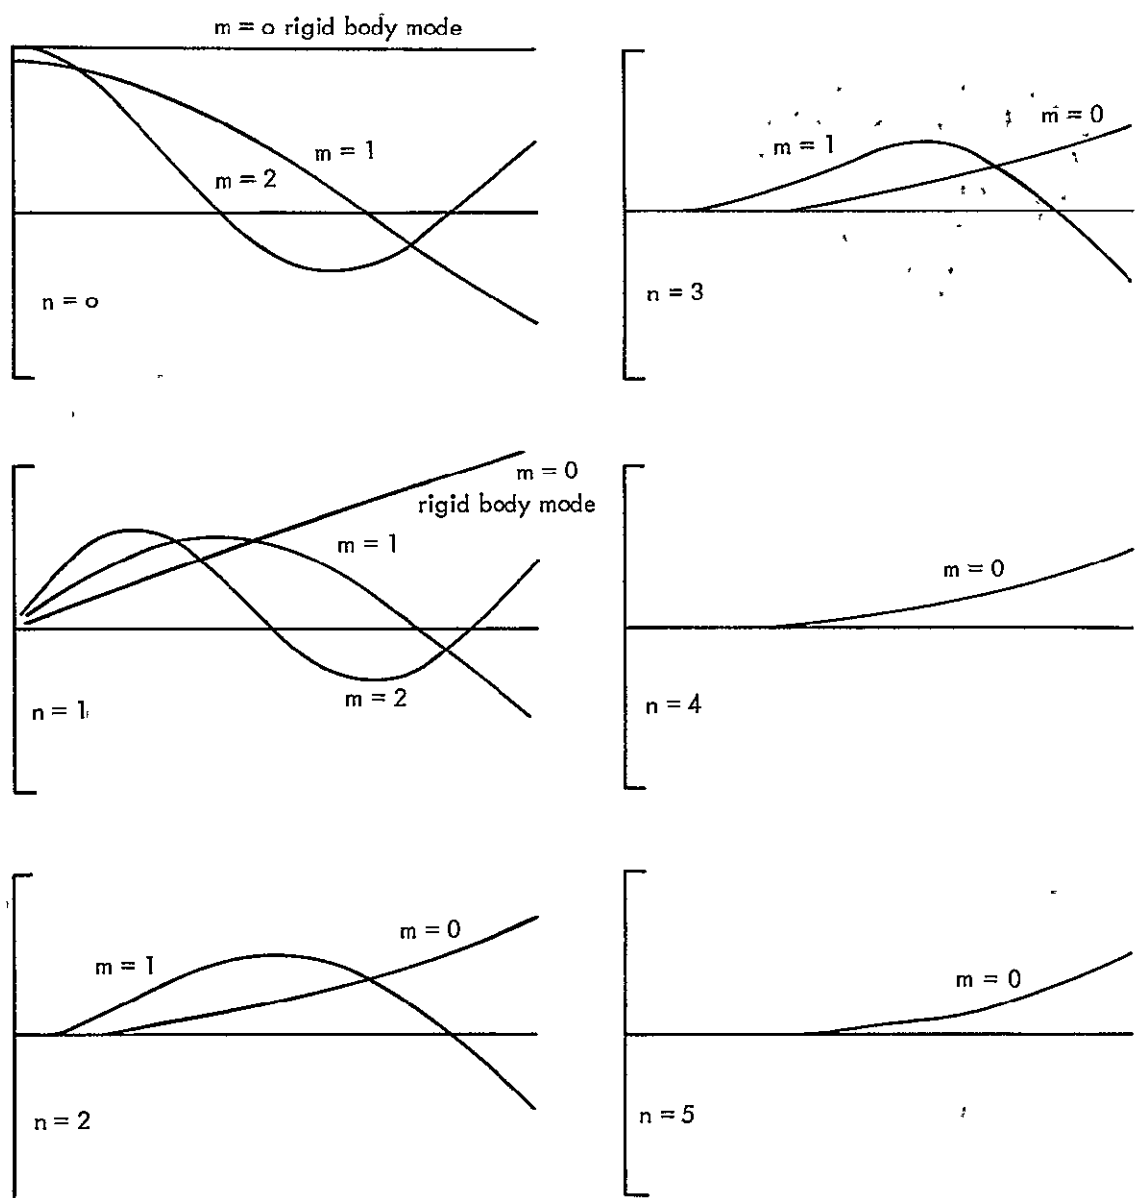 m = o rigid body mode
m = 1
m = 2
n = o
m = 0
m = 1
n = 3
m = 0
rigid body mode
m = 1
m = 2
n = 1
m = 0
n = 4
m = 0
m = 1
n = 2
m = 0
n = 5